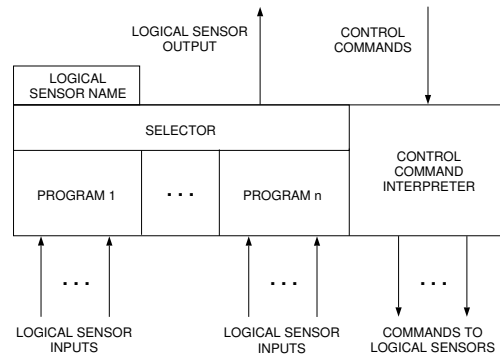 LOGICAL SENSOR
OUTPUT
CONTROL
COMMANDS
LOGICAL
SENSOR NAME
SELECTOR
CONTROL
COMMAND
INTERPRETER
PROGRAM 1
...
PROGRAM n
...
...
...
LOGICAL SENSOR
INPUTS
LOGICAL SENSOR
INPUTS
COMMANDS TO
LOGICAL SENSORS